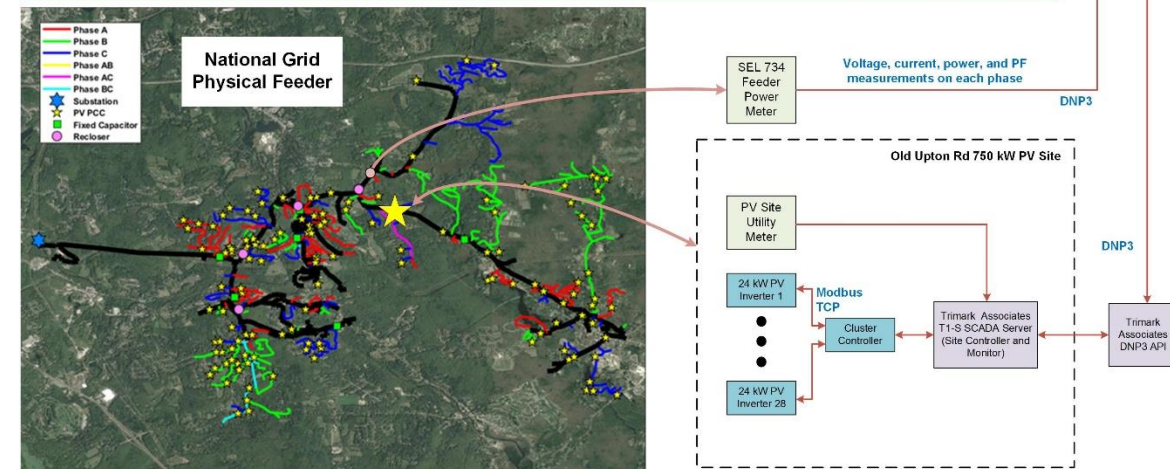 Phase A
Phase B
Phase C
Phase AB
Phase AC
Phase BC
Substation
PV PCC
Fixed Capacitor
Recloser
National Grid
Physical Feeder
SEL 734
Feeder
Power
Meter
Voltage, current, power, and PF
measurements on each phase
DNP3
Old Upton Rd 750 kW PV Site
PV Site
Utility
Meter
DNP3
24 kW PV
Inverter 1
Modbus
TCP
Cluster
Controller
Trimark Associates
T1-S SCADA Server
(Site Controller and
Monitor)
Trimark
Associates
DNP3 API
24 kW PV
Inverter 28